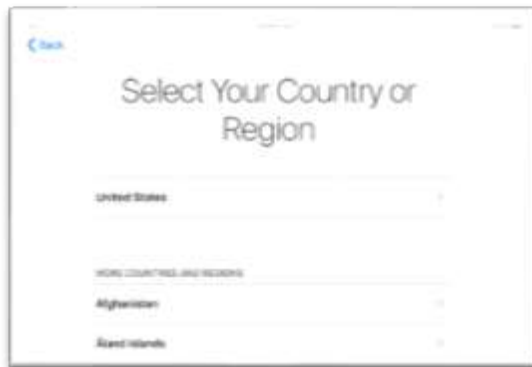 Back
Select Your Country or
Region
United States
MORE COUNTRIES AND REGIONS
Afghanistan
Åland Islands